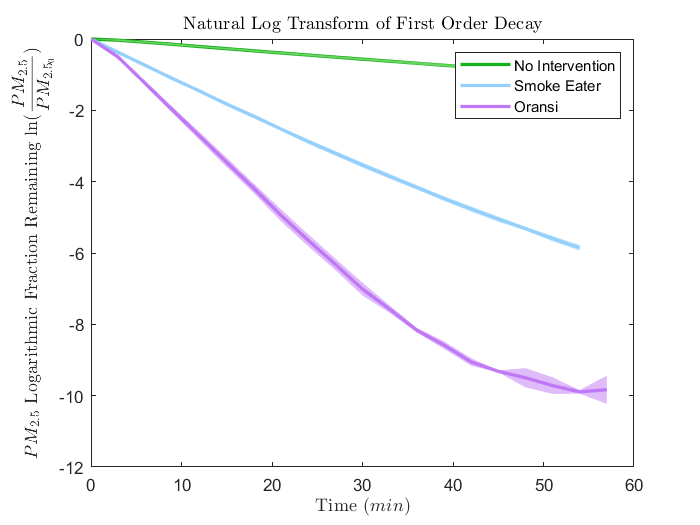 Natural Log Transform of First Order Decay
PM2.5 Logarithmic Fraction Remaining ln(PM2.5/PM2.50)
0
-2
-4
-6
-8
-10
-12
No Intervention
Smoke Eater
Oransi
0 10 20 30 40 50 60
Time (min)